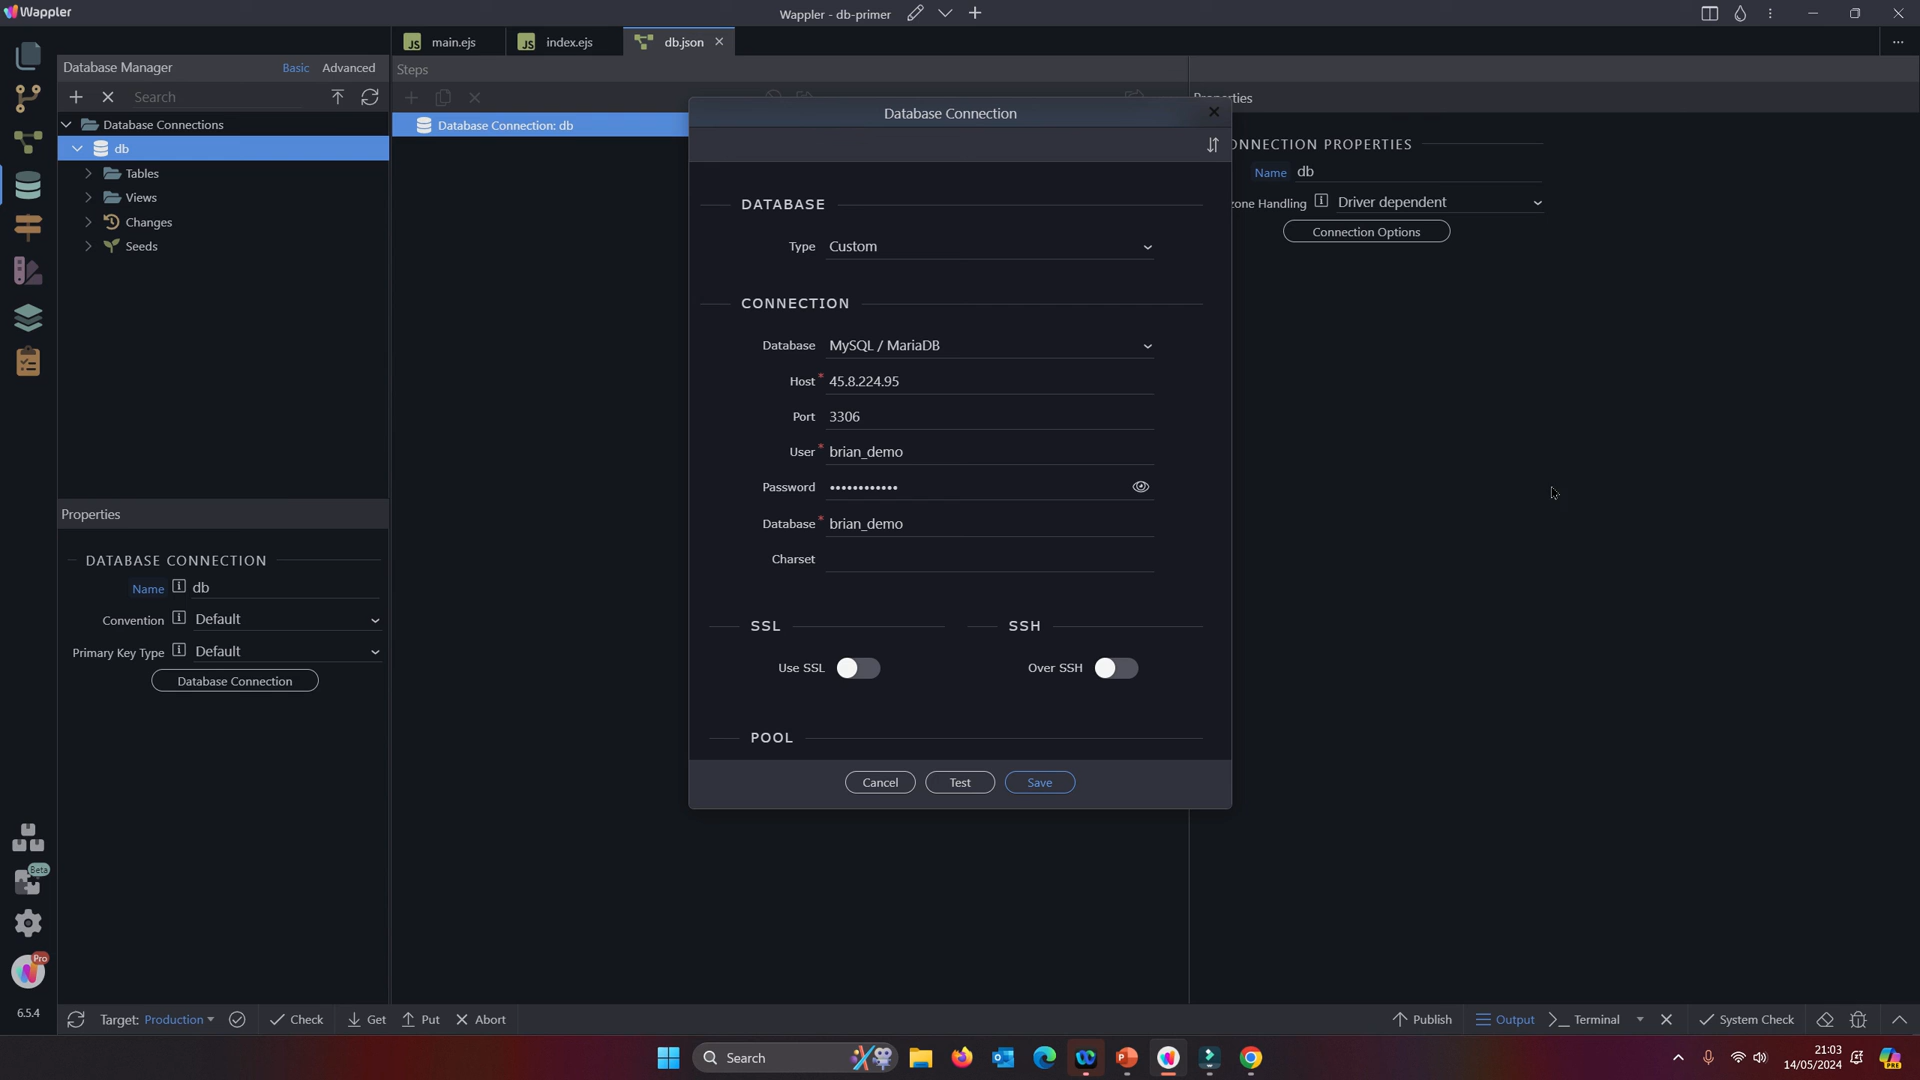 Wappler
Wappler - db-primer
main.ejs
index.ejs
db.json
Database Manager
Basic
Advanced
Search
Database Connections
db
Tables
Views
Changes
Seeds
Properties
DATABASE CONNECTION
Name db
Convention Default
Primary Key Type Default
Database Connection
Steps
Database Connection: db
Database Connection
DATABASE
Type Custom
CONNECTION
Database MySQL / MariaDB
Host * 45.8.224.95
Port 3306
User * brian_demo
Password ••••••••••••
Database * brian_demo
Charset
SSL
SSH
Use SSL
Over SSH
POOL
Cancel
Test
Save
Properties
ONNECTION PROPERTIES
Name db
zone Handling Driver dependent
Connection Options
Beta
Pro
6.5.4
Target: Production
Check
Get
Put
Abort
Publish
Output
Terminal
System Check
Search
21:03
14/05/2024
PRE